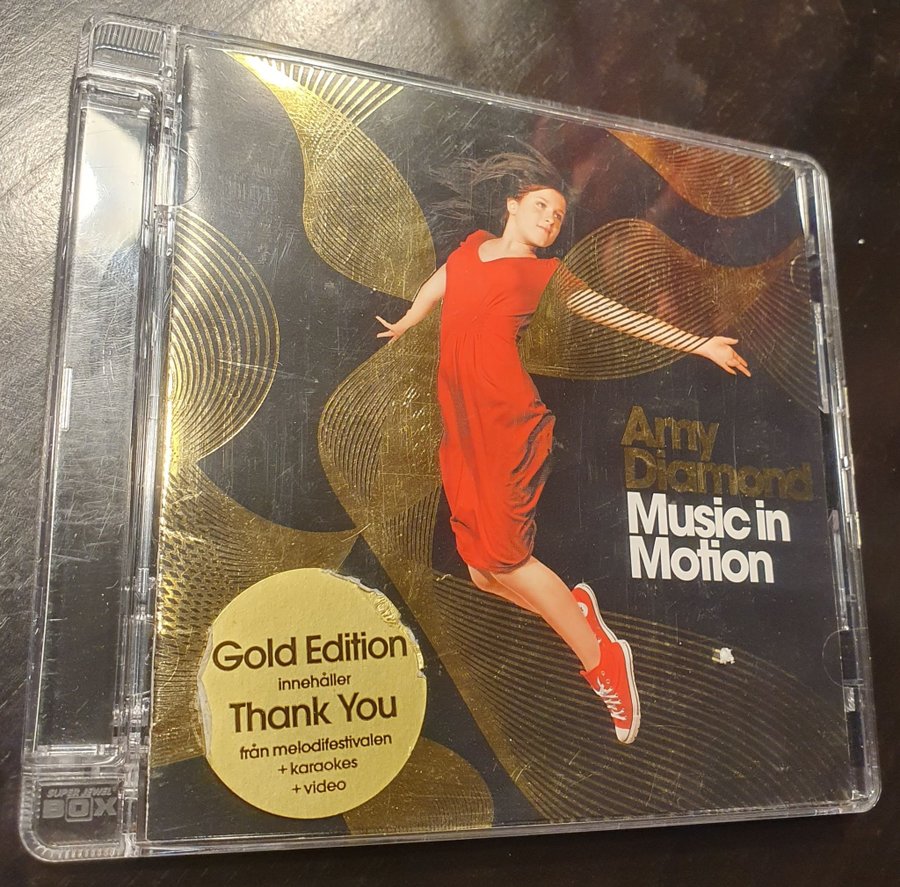 Amy
Diamond
Music in
Motion
Gold Edition
innehåller
Thank You
från melodifestivalen
+ karaokes
+ video
SUPER JEWEL
BOX